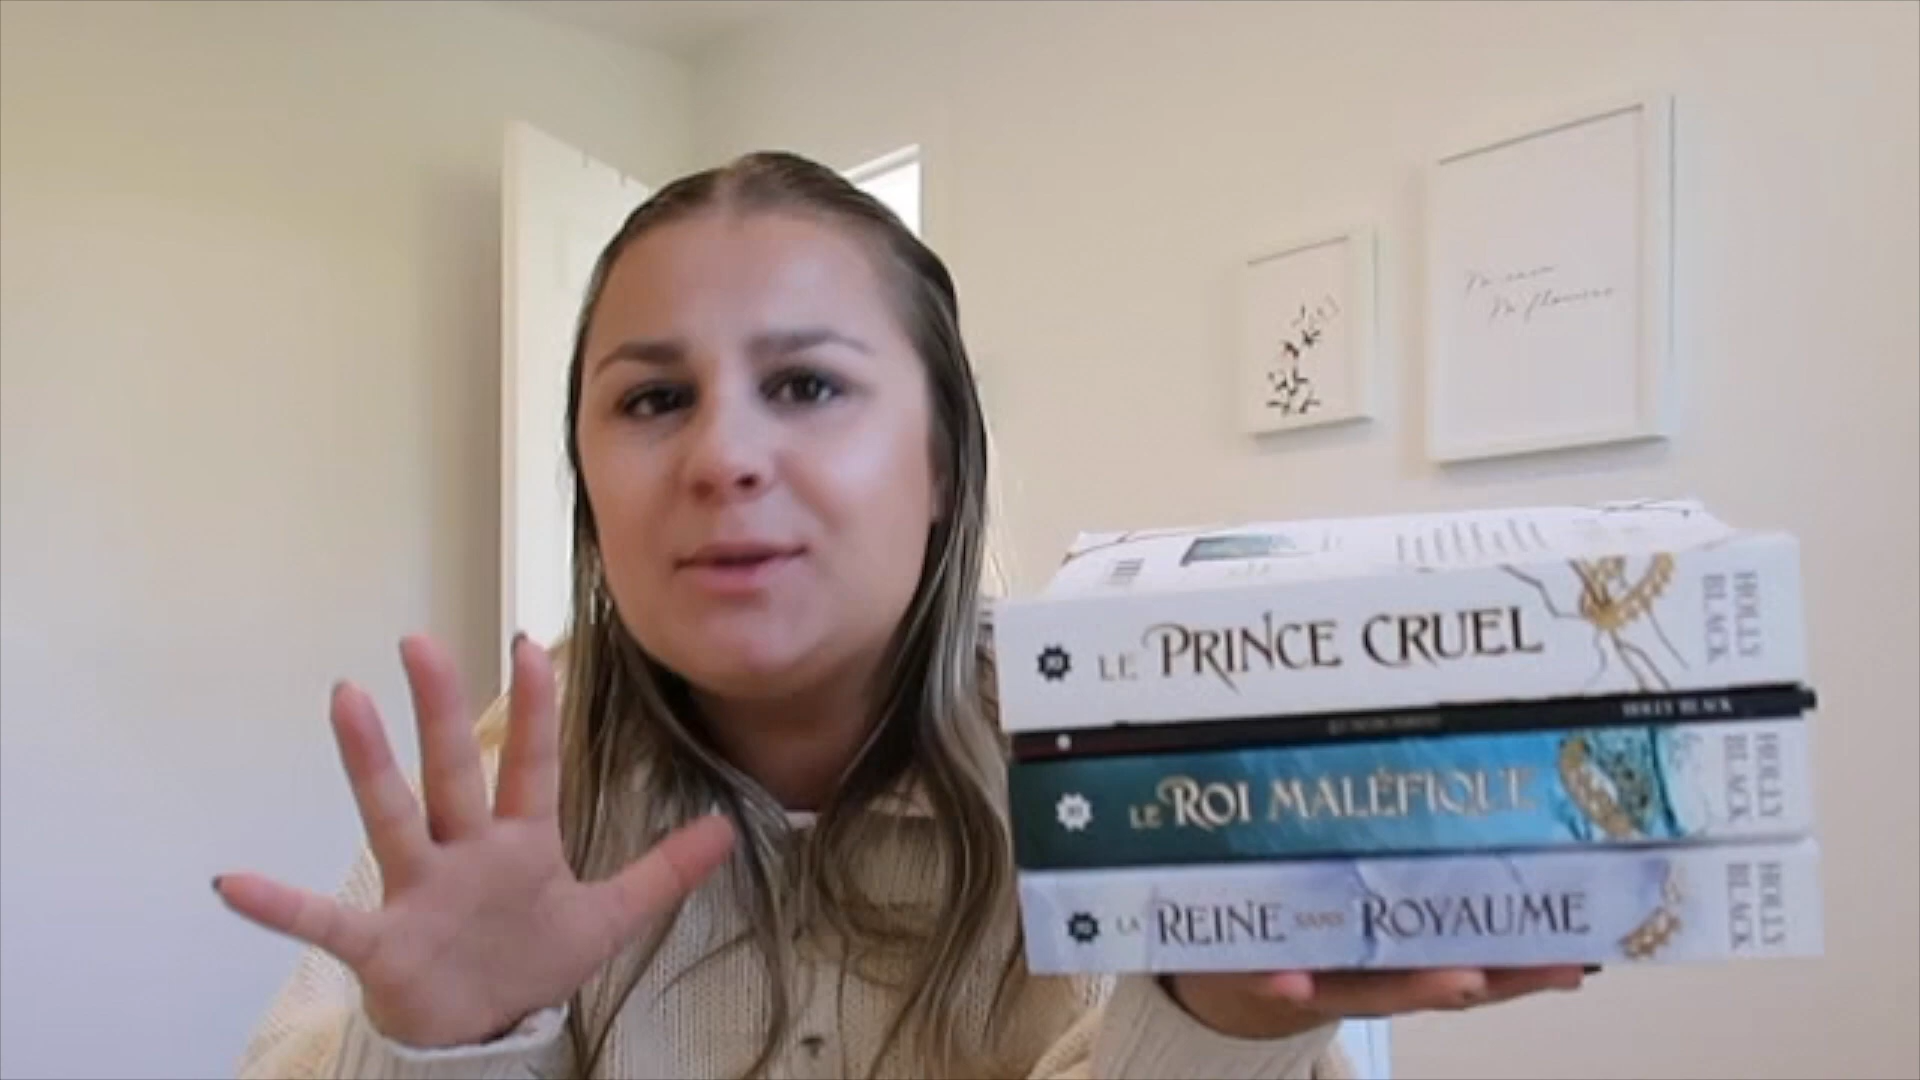 LE PRINCE CRUEL
HOLLY BLACK
HOLLY BLACK
LE ROI MALÉFIQUE
HOLLY BLACK
LA REINE SANS ROYAUME
HOLLY BLACK